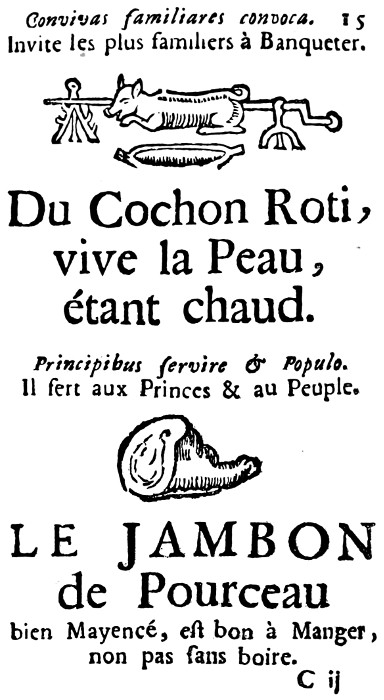 Convivas familiares convoca. 15
Invite les plus familiers à Banqueter.
Du Cochon Roti,
vive la Peau,
étant chaud.
Principibus ſervire & Populo.
Il ſert aux Princes & au Peuple.
LE JAMBON
de Pourceau
bien Mayencé, eſt bon à Manger,
non pas ſans boire.
C ij